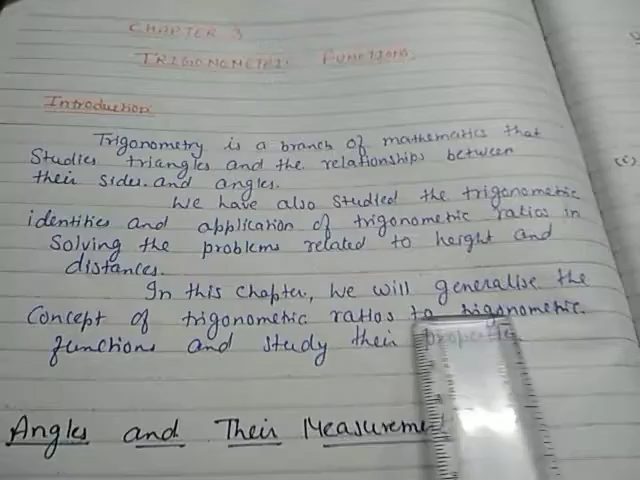 CHAPTER 3
TRIGONOMETRIC FUNCTIONS
Introduction
Trigonometry is a branch of mathematics that
Studies triangles and the relationships between
their sides and angles.
We have also studied the trigonometric
identities and application of trigonometric ratios in
Solving the problems related to height and
distances.
In this chapter, we will generalise the
Concept of trigonometric ratios to trigonometric
functions and study their properties.
Angles and Their Measureme
(c)